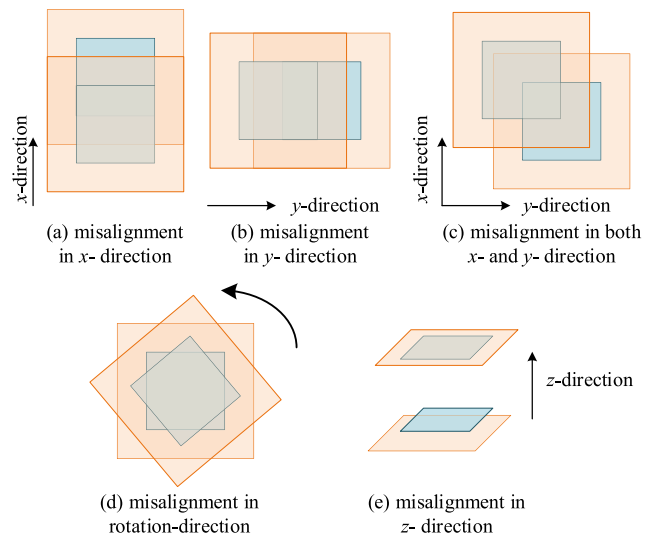 x-direction
y-direction
(a) misalignment
in x- direction
(b) misalignment
in y- direction
x-direction
y-direction
(c) misalignment in both
x- and y- direction
z-direction
(d) misalignment in
rotation-direction
(e) misalignment in
z- direction